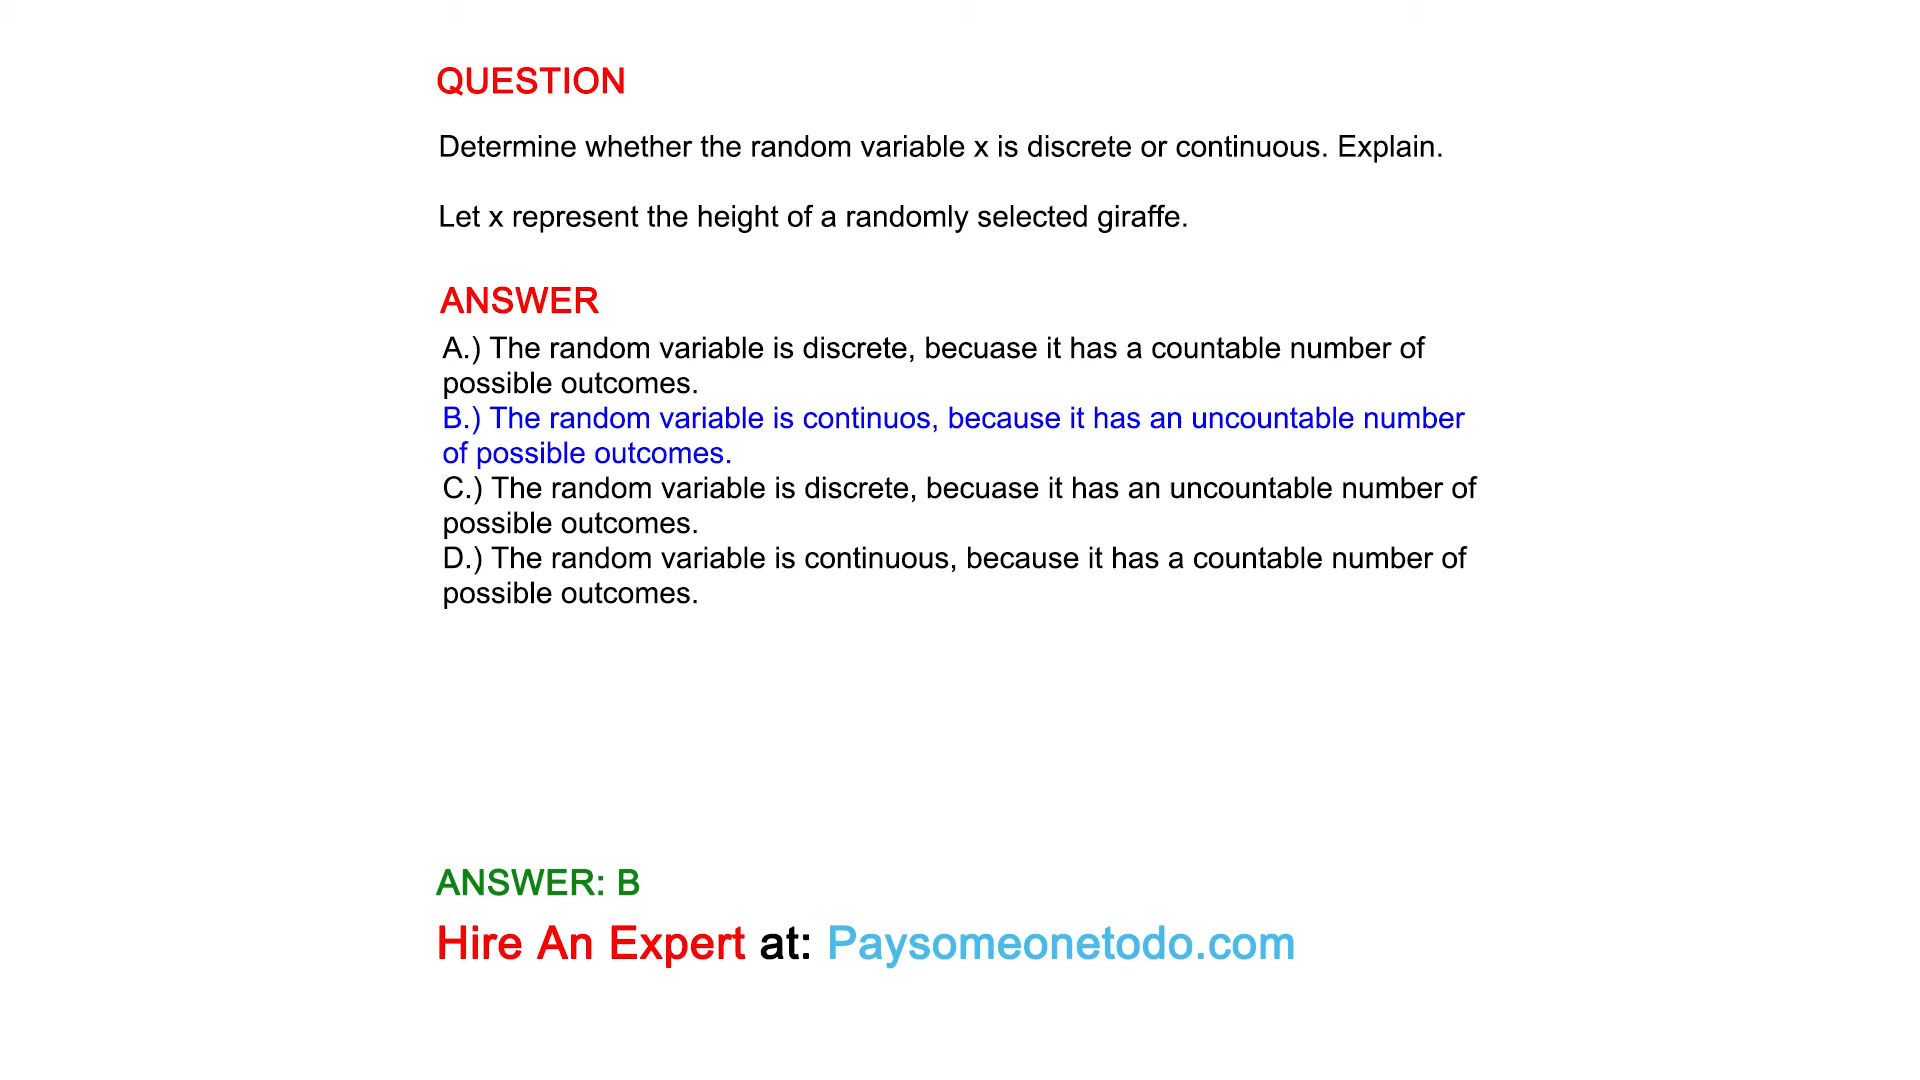 QUESTION
Determine whether the random variable x is discrete or continuous. Explain.
Let x represent the height of a randomly selected giraffe.
ANSWER
A.) The random variable is discrete, becuase it has a countable number of
possible outcomes.
B.) The random variable is continuos, because it has an uncountable number
of possible outcomes.
C.) The random variable is discrete, becuase it has an uncountable number of
possible outcomes.
D.) The random variable is continuous, because it has a countable number of
possible outcomes.
ANSWER: B
Hire An Expert at: Paysomeonetodo.com